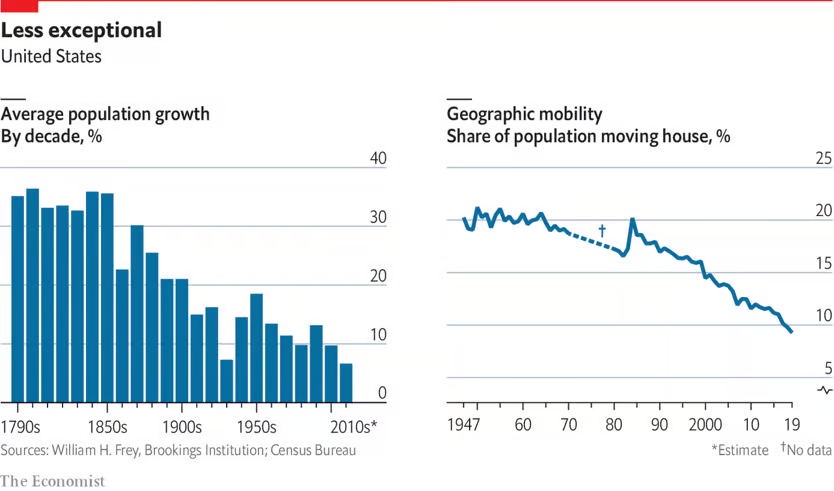 Less exceptional
United States
Average population growth
By decade, %
40
30
20
10
0
1790s 1850s 1900s 1950s 2010s*
Geographic mobility
Share of population moving house, %
25
20
†
15
10
5
1947 60 70 80 90 2000 10 19
Sources: William H. Frey, Brookings Institution; Census Bureau
*Estimate †No data
The Economist